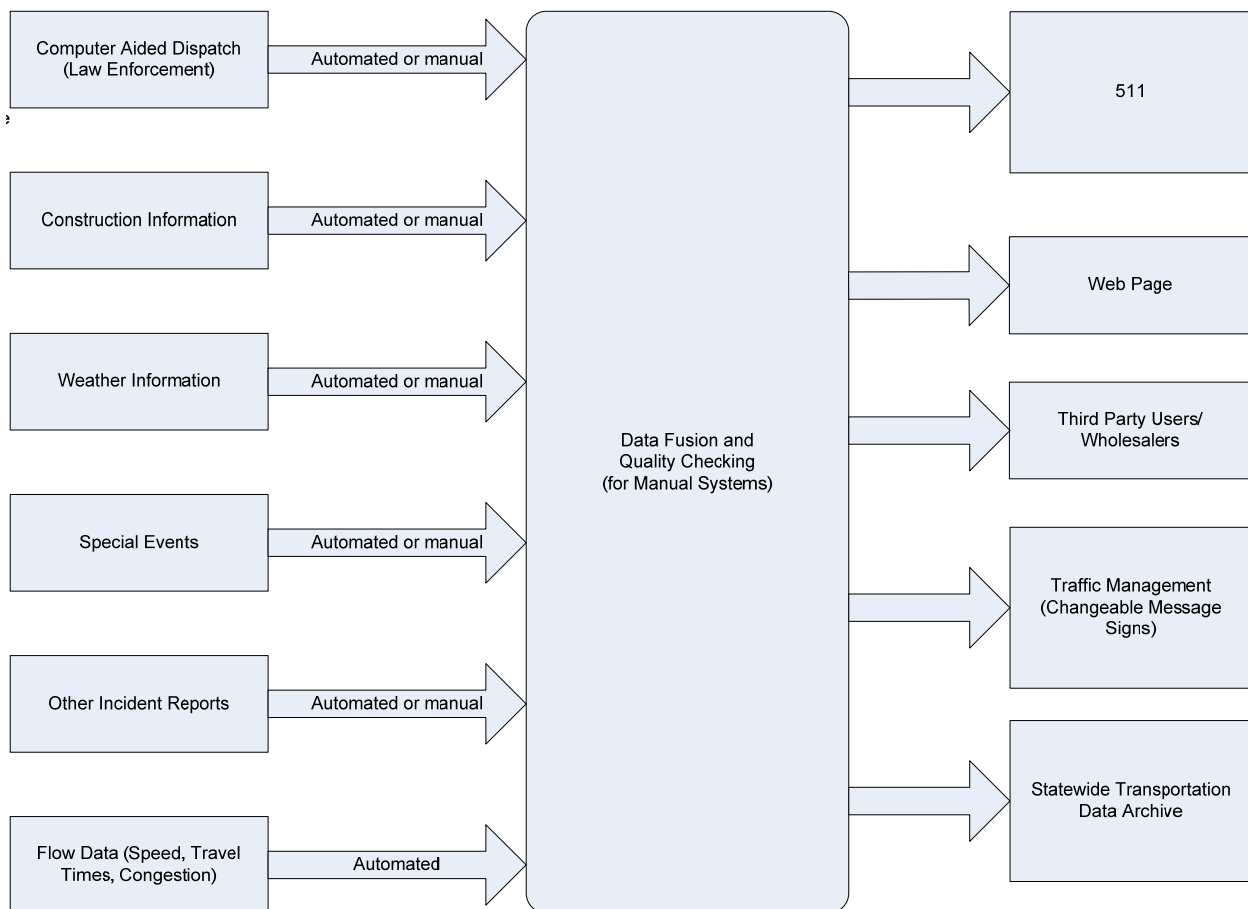 Computer Aided Dispatch
(Law Enforcement)
Automated or manual
Construction Information
Automated or manual
Weather Information
Automated or manual
Special Events
Automated or manual
Other Incident Reports
Automated or manual
Flow Data (Speed, Travel
Times, Congestion)
Automated
Data Fusion and
Quality Checking
(for Manual Systems)
511
Web Page
Third Party Users/
Wholesalers
Traffic Management
(Changeable Message
Signs)
Statewide Transportation
Data Archive